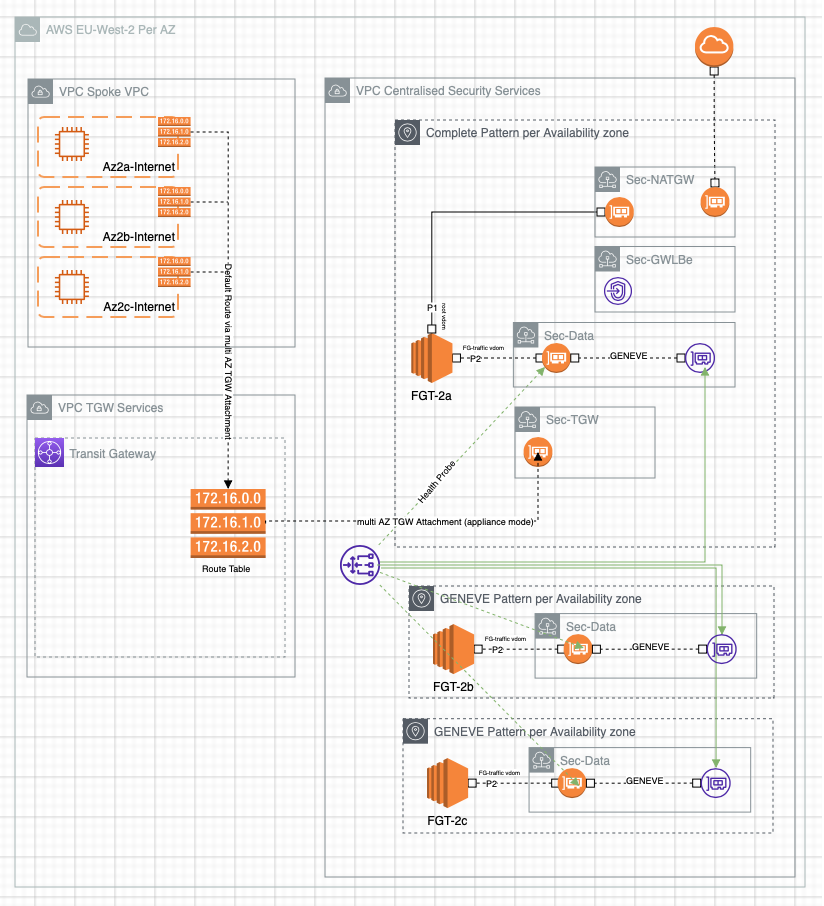 AWS EU-West-2 Per AZ
VPC Spoke VPC
172.16.0.0
172.16.1.0
172.16.2.0
Az2a-Internet
172.16.0.0
172.16.1.0
172.16.2.0
Az2b-Internet
172.16.0.0
172.16.1.0
172.16.2.0
Az2c-Internet
Default Route via multi AZ TGW Attachment
VPC TGW Services
Transit Gateway
172.16.0.0
172.16.1.0
172.16.2.0
Route Table
VPC Centralised Security Services
Complete Pattern per Availability zone
Sec-NATGW
Sec-GWLBe
P1
root vdom
Sec-Data
FG-traffic vdom
P2
GENEVE
FGT-2a
Sec-TGW
Health Probe
multi AZ TGW Attachment (appliance mode)
GENEVE Pattern per Availability zone
Sec-Data
FG-traffic vdom
P2
GENEVE
FGT-2b
GENEVE Pattern per Availability zone
Sec-Data
FG-traffic vdom
P2
GENEVE
FGT-2c